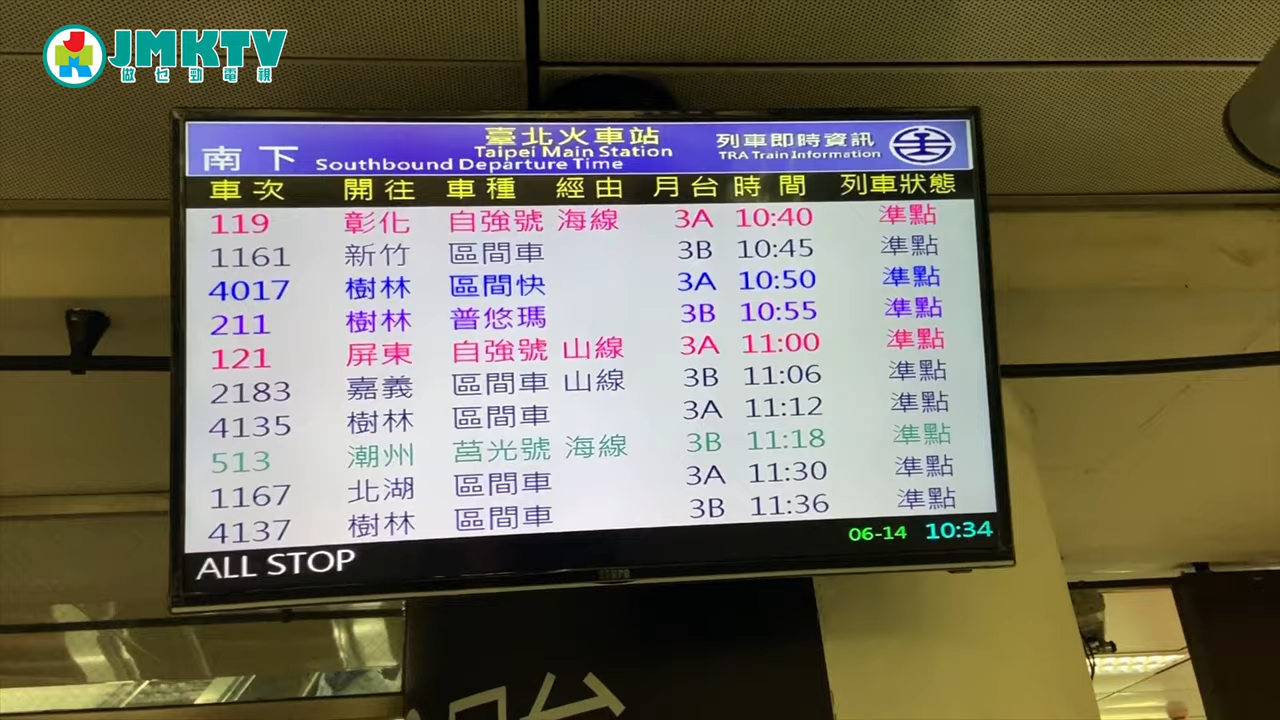 JMKTV
做乜勁電視
臺北火車站
Taipei Main Station
南下
Southbound Departure Time
列車即時資訊
TRA Train Information
車次 開往 車種 經由 月台 時間 列車狀態
119 彰化 自強號 海線 3A 10:40 準點
1161 新竹 區間車 3B 10:45 準點
4017 樹林 區間快 3A 10:50 準點
211 樹林 普悠瑪 3B 10:55 準點
121 屏東 自強號 山線 3A 11:00 準點
2183 嘉義 區間車 山線 3B 11:06 準點
4135 樹林 區間車 3A 11:12 準點
513 潮州 莒光號 海線 3B 11:18 準點
1167 北湖 區間車 3A 11:30 準點
4137 樹林 區間車 3B 11:36 準點
ALL STOP
06-14 10:34